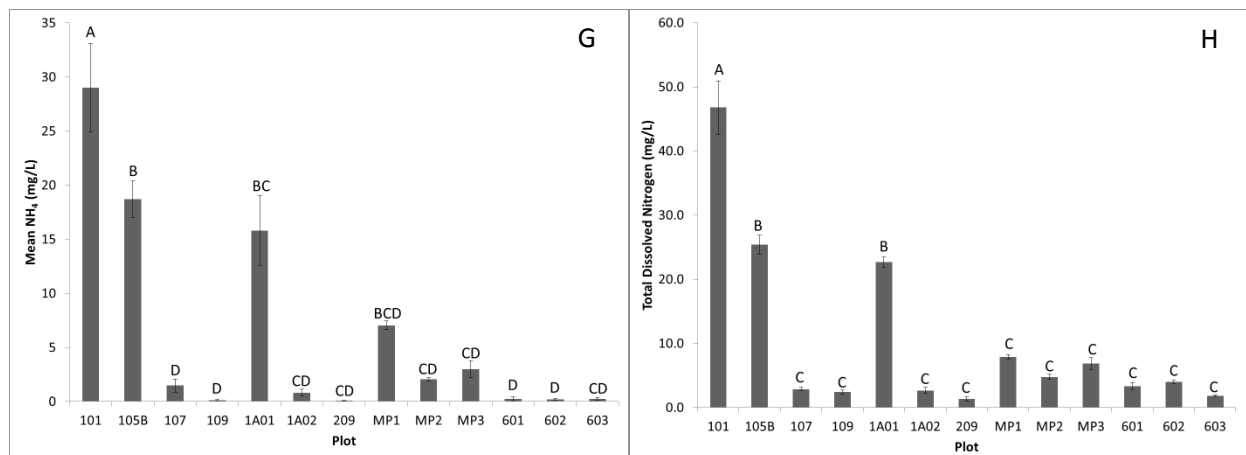 G
Mean NH₄ (mg/L)
35
30
25
20
15
10
5
0
A
B
D
D
BC
CD
CD
BCD
CD
CD
D
D
CD
101 105B 107 109 1A01 1A02 209 MP1 MP2 MP3 601 602 603
Plot
H
Total Dissolved Nitrogen (mg/L)
60.0
50.0
40.0
30.0
20.0
10.0
0.0
A
B
C
C
B
C
C
C
C
C
C
C
C
101 105B 107 109 1A01 1A02 209 MP1 MP2 MP3 601 602 603
Plot